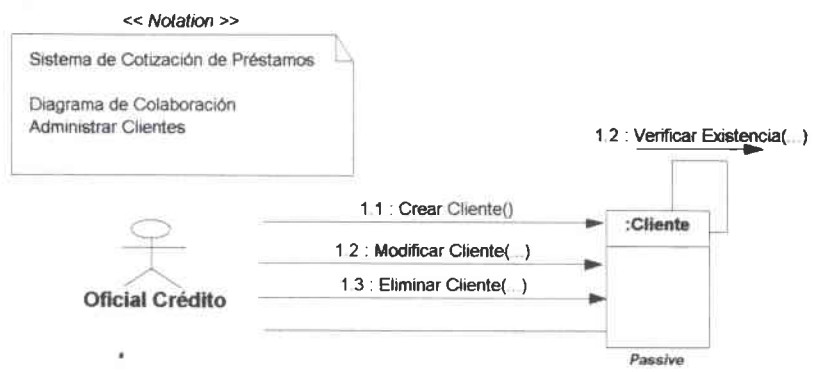 << Notation >>
Sistema de Cotización de Préstamos
Diagrama de Colaboración
Administrar Clientes
1.2 : Verificar Existencia(...)
1.1 : Crear Cliente()
:Cliente
1.2 : Modificar Cliente(...)
1.3 : Eliminar Cliente(...)
Oficial Crédito
Passive